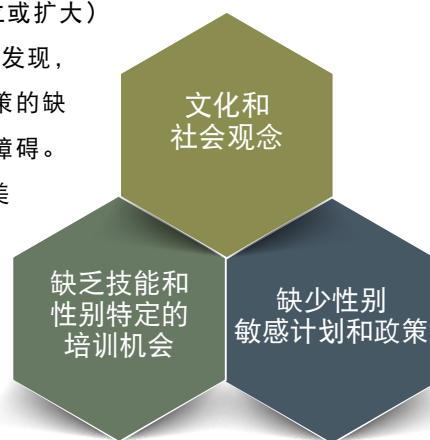 或扩大）
发现，
策的缺
障碍。
文化和
社会观念
缺乏技能和
性别特定的
培训机会
缺少性别
敏感计划和政策